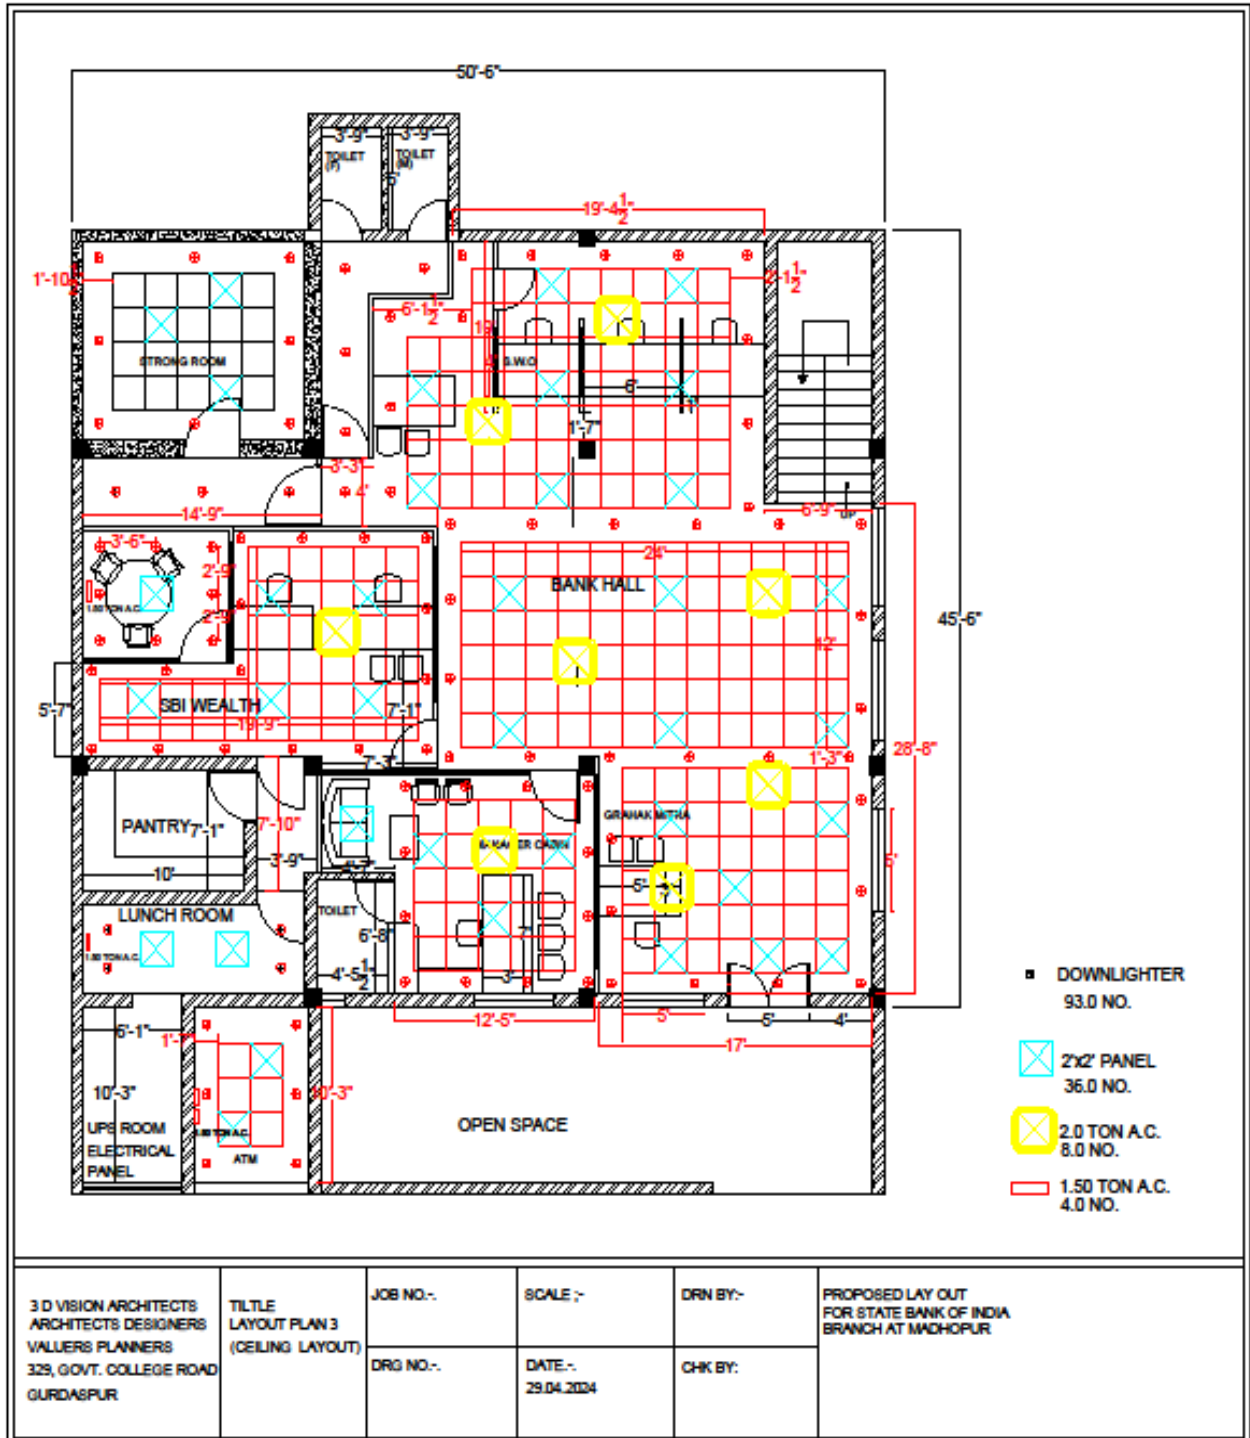 50'-6"
3'-9"
3'-9"
TOILET
(F)
TOILET
(M)
19'-4 1/2"
6'-1 1/2"
2'-1 1/2"
STRONG ROOM
S.W.O
6'
1'-7"
3'-3"
4'
14'-9"
6'-9"
UP
3'-6"
2'-9"
2'-9"
1.50 TON A.C.
24'
BANK HALL
12'
45'-6"
5'-7"
SBI WEALTH
7'-1"
7'-3"
1'-3"
28'-8"
PANTRY
7'-1"
7'-10"
3'-9"
10'
GRAHAK MITRA
5'
LUNCH ROOM
1.50 TON A.C.
TOILET
6'-8"
4'-5 1/2"
7'
3'
12'-5"
5'
5'
4'
17'
6'-1"
1'-7"
10'-3"
10'-3"
UPS ROOM
ELECTRICAL
PANEL
ATM
OPEN SPACE
DOWNLIGHTER
93.0 NO.
2'x2' PANEL
36.0 NO.
2.0 TON A.C.
8.0 NO.
1.50 TON A.C.
4.0 NO.
3 D VISION ARCHITECTS
ARCHITECTS DESIGNERS
VALUERS PLANNERS
329, GOVT. COLLEGE ROAD
GURDASPUR
TILTLE
LAYOUT PLAN 3
(CEILING LAYOUT)
JOB NO.-.
DRG NO.-.
SCALE ;-
DATE.-.
29.04.2024
DRN BY:-
CHK BY:
PROPOSED LAY OUT
FOR STATE BANK OF INDIA
BRANCH AT MADHOPUR